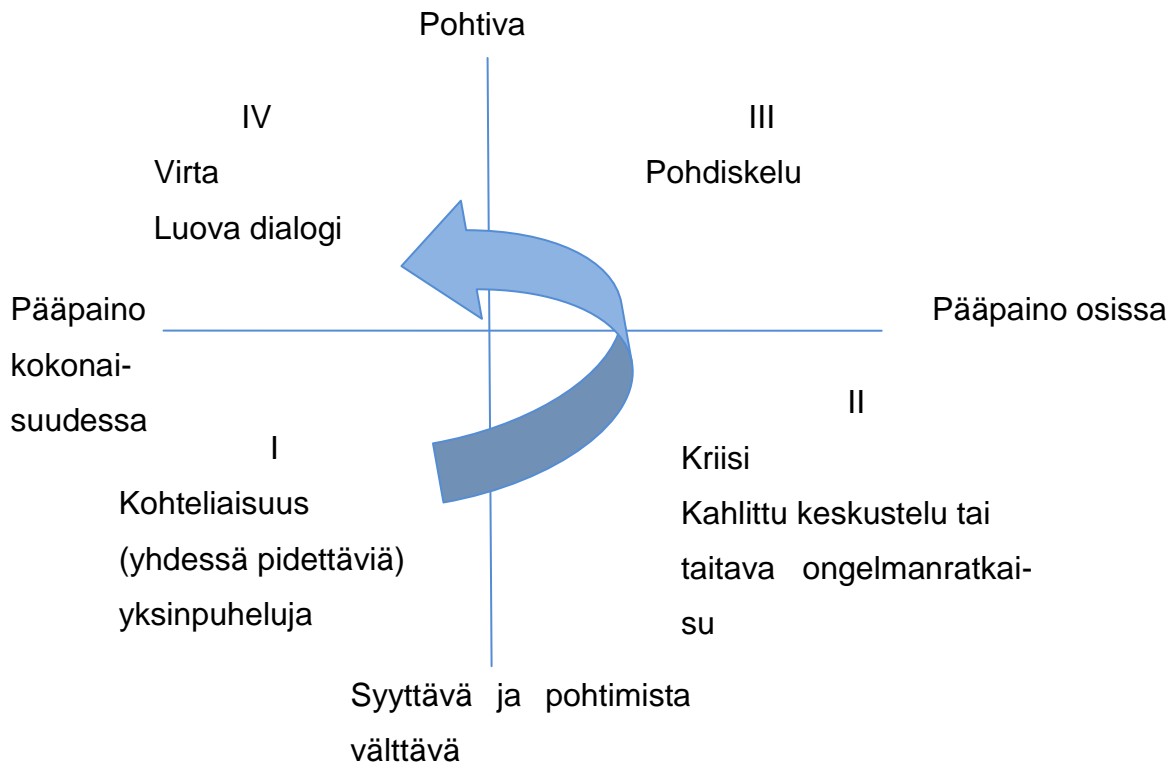 Pohtiva
IV
Virta
Luova dialogi
III
Pohdiskelu
Pääpaino
kokonai-
suudessa
Pääpaino osissa
I
Kohteliaisuus
(yhdessä pidettäviä)
yksinpuheluja
II
Kriisi
Kahlittu keskustelu tai
taitava ongelmanratkai-
su
Syyttävä ja pohtimista
välttävä